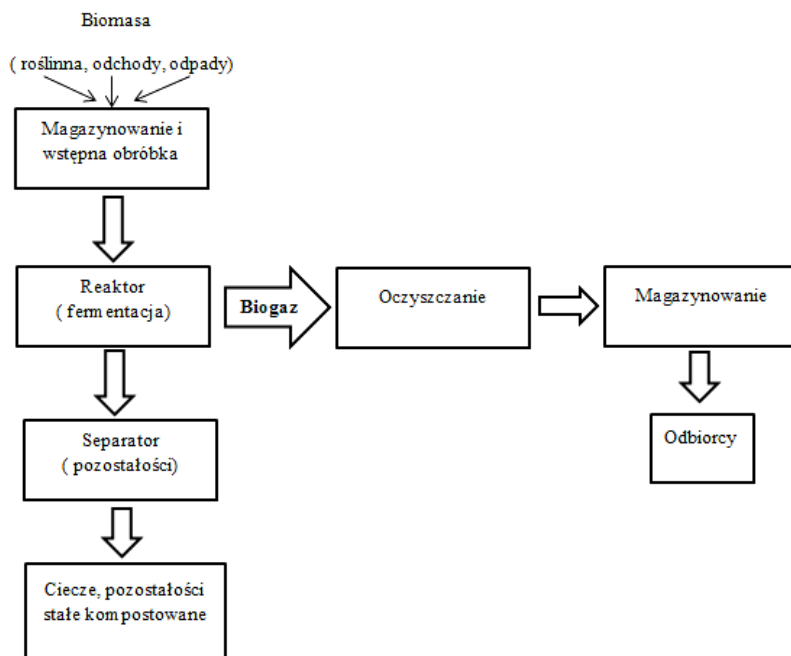 Biomasa
( roślinna, odchody, odpady)
Magazynowanie i
wstępna obróbka
Reaktor
( fermentacja)
Biogaz
Oczyszczanie
Magazynowanie
Separator
( pozostałości)
Odbiorcy
Ciecze, pozostałości
stałe kompostowane